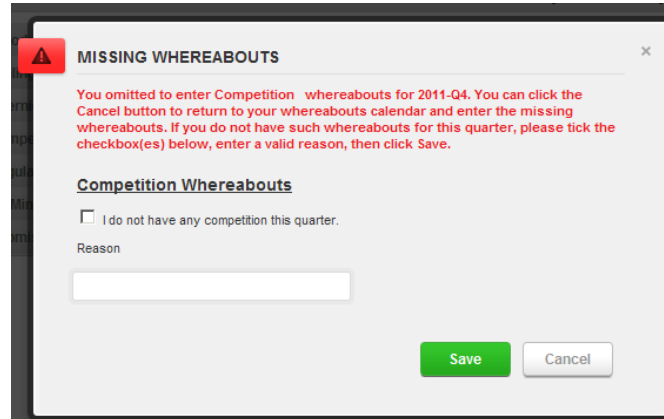 MISSING WHEREABOUTS
You omitted to enter Competition whereabouts for 2011-Q4. You can click the
Cancel button to return to your whereabouts calendar and enter the missing
whereabouts. If you do not have such whereabouts for this quarter, please tick the
checkbox(es) below, enter a valid reason, then click Save.
Competition Whereabouts
I do not have any competition this quarter.
Reason
Save
Cancel